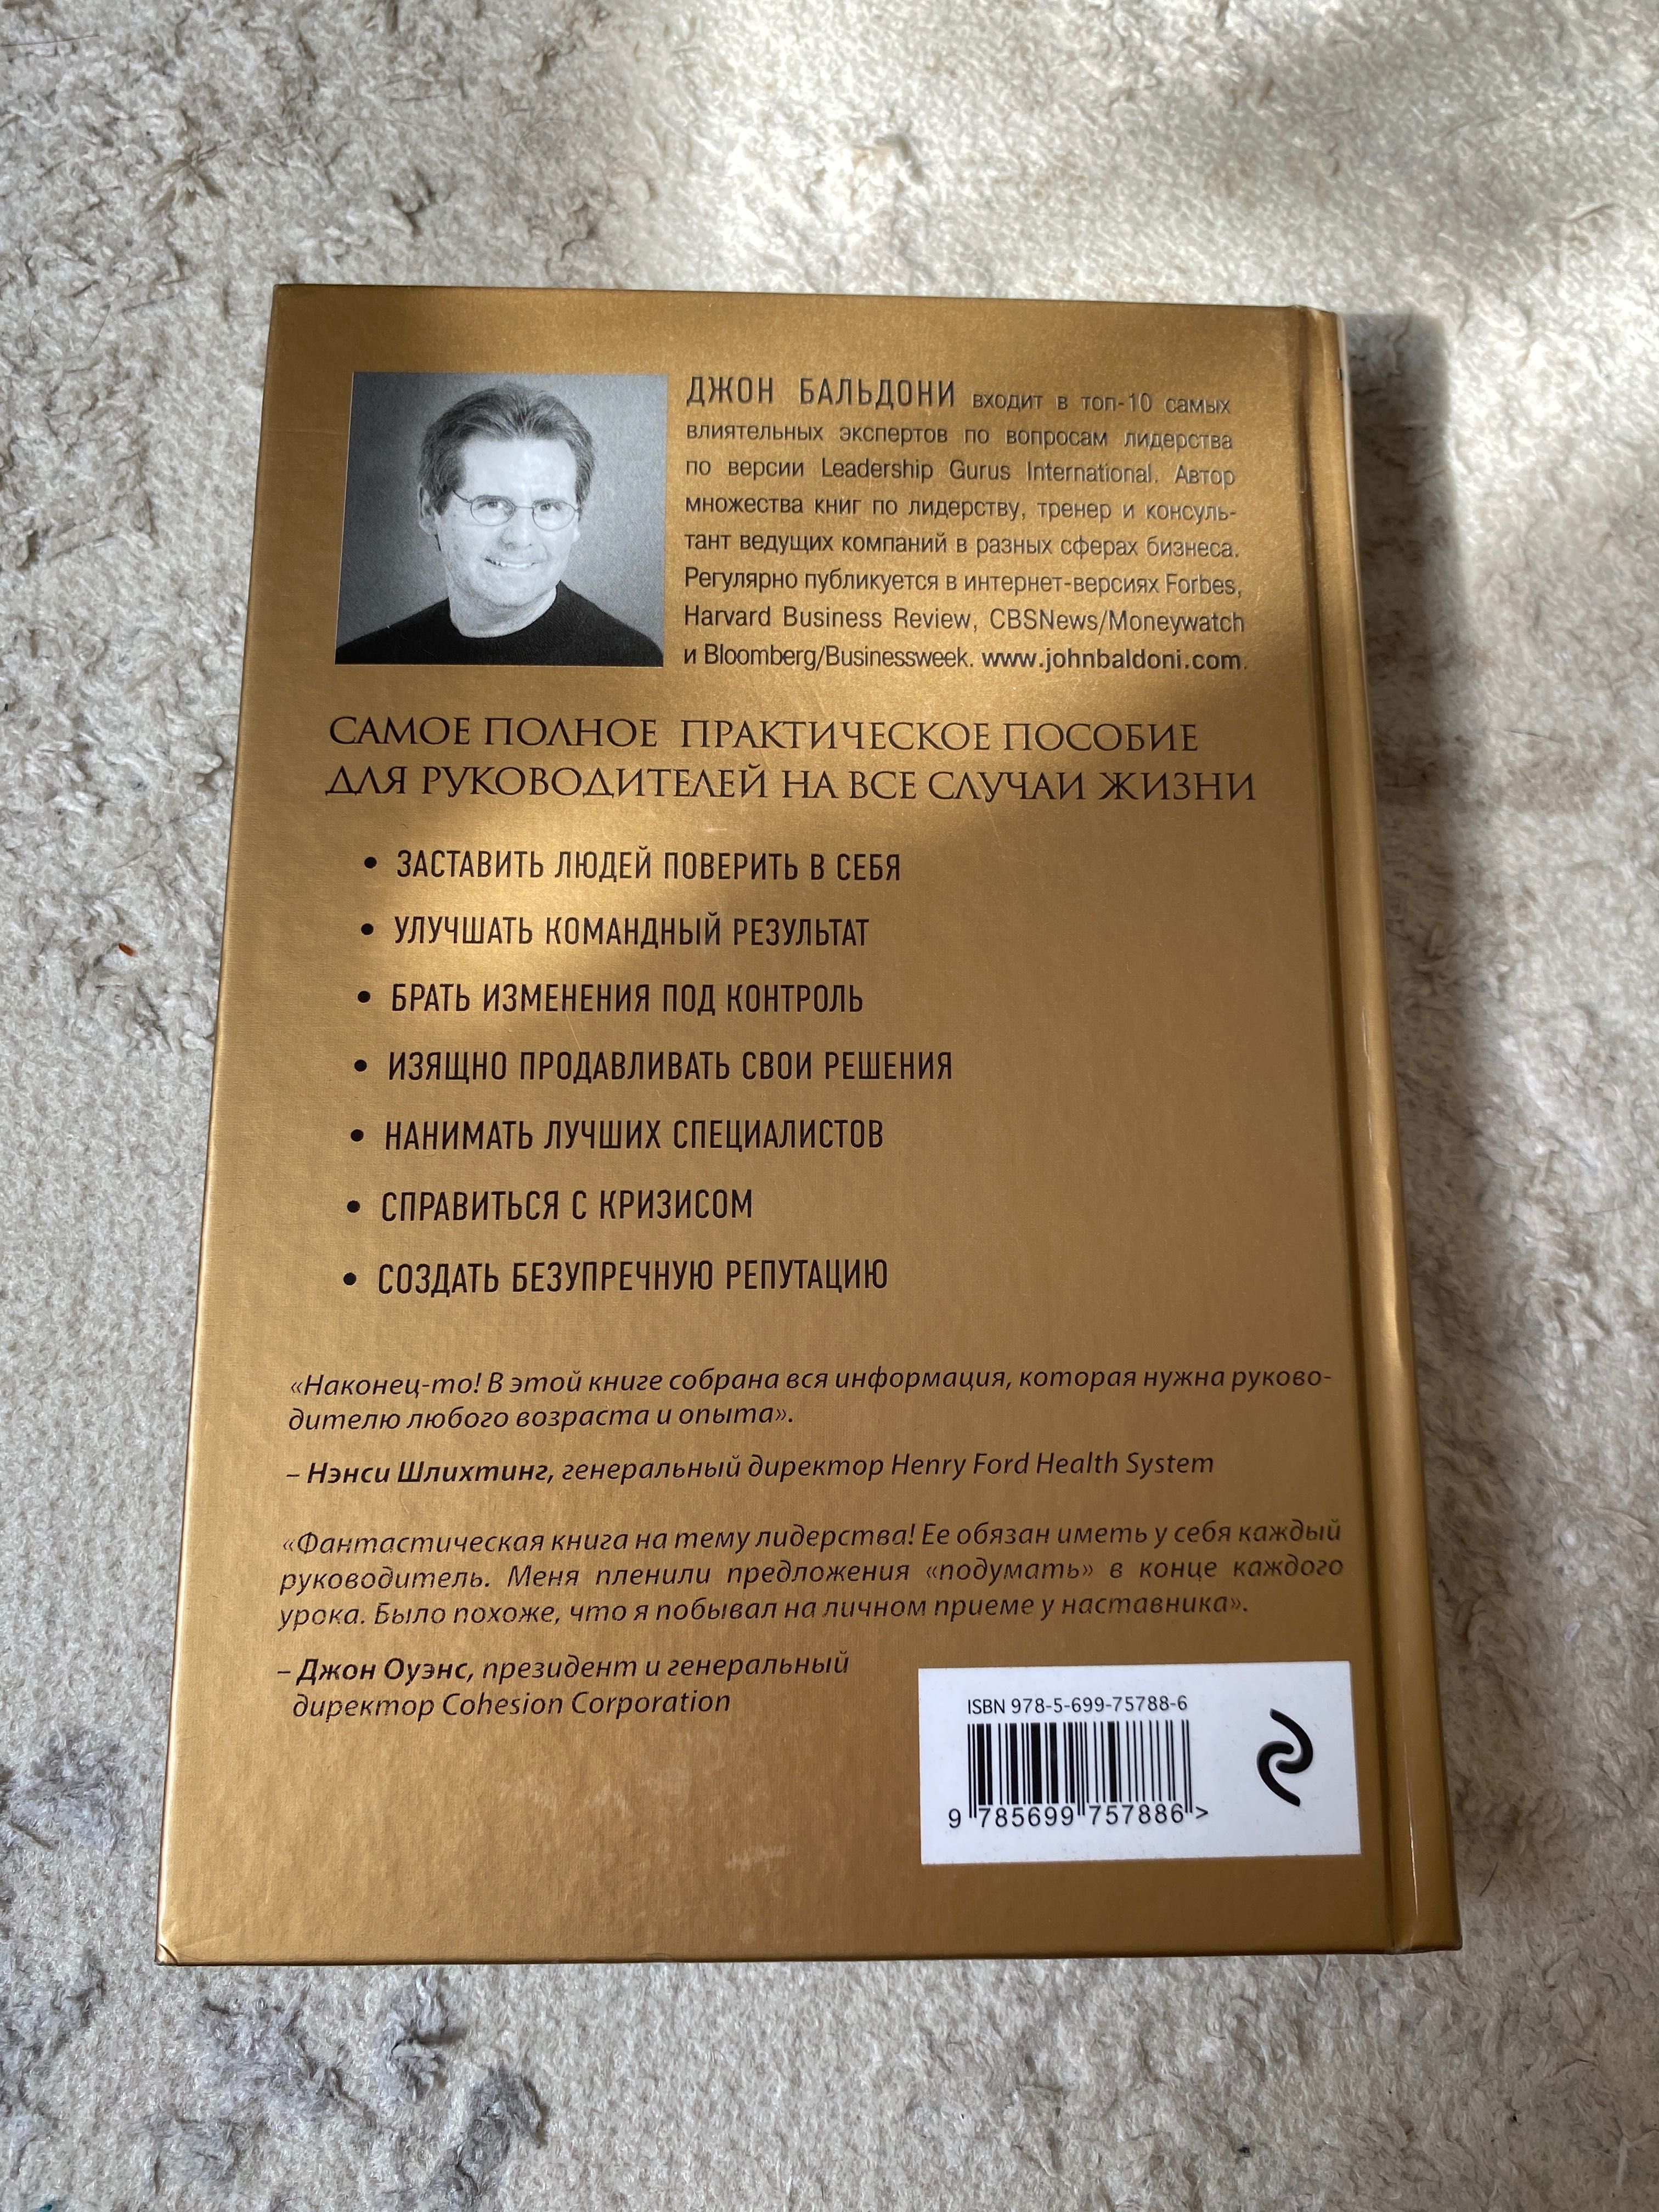 ДЖОН БАЛЬДОНИ входит в топ-10 самых
влиятельных экспертов по вопросам лидерства
по версии Leadership Gurus International. Автор
множества книг по лидерству, тренер и консуль-
тант ведущих компаний в разных сферах бизнеса.
Регулярно публикуется в интернет-версиях Forbes,
Harvard Business Review, CBSNews/Moneywatch
и Bloomberg/Businessweek. www.johnbaldoni.com.
САМОЕ ПОЛНОЕ ПРАКТИЧЕСКОЕ ПОСОБИЕ
ДЛЯ РУКОВОДИТЕЛЕЙ НА ВСЕ СЛУЧАИ ЖИЗНИ
• ЗАСТАВИТЬ ЛЮДЕЙ ПОВЕРИТЬ В СЕБЯ
• УЛУЧШАТЬ КОМАНДНЫЙ РЕЗУЛЬТАТ
• БРАТЬ ИЗМЕНЕНИЯ ПОД КОНТРОЛЬ
• ИЗЯЩНО ПРОДАВЛИВАТЬ СВОИ РЕШЕНИЯ
• НАНИМАТЬ ЛУЧШИХ СПЕЦИАЛИСТОВ
• СПРАВИТЬСЯ С КРИЗИСОМ
• СОЗДАТЬ БЕЗУПРЕЧНУЮ РЕПУТАЦИЮ
«Наконец-то! В этой книге собрана вся информация, которая нужна руково-
дителю любого возраста и опыта».
– Нэнси Шлихтинг, генеральный директор Henry Ford Health System
«Фантастическая книга на тему лидерства! Ее обязан иметь у себя каждый
руководитель. Меня пленили предложения «подумать» в конце каждого
урока. Было похоже, что я побывал на личном приеме у наставника».
– Джон Оуэнс, президент и генеральный
директор Cohesion Corporation
ISBN 978-5-699-75788-6
9 785699 757886 >